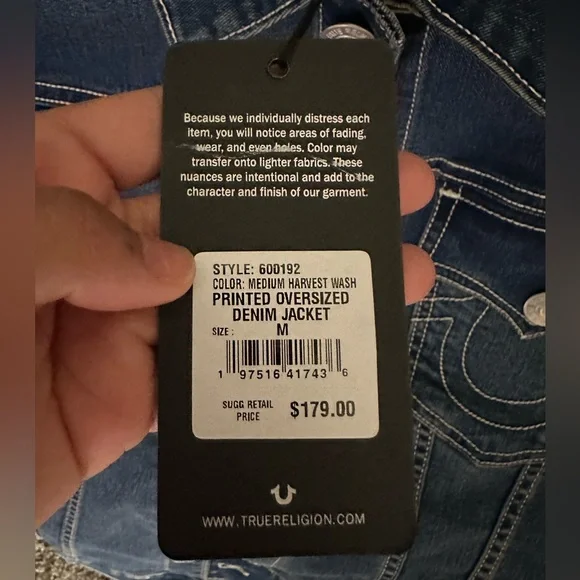 Because we individually distress each
item, you will notice areas of fading,
wear, and even holes. Color may
transfer onto lighter fabrics. These
nuances are intentional and add to the
character and finish of our garment.
STYLE: 600192
COLOR: MEDIUM HARVEST WASH
PRINTED OVERSIZED
DENIM JACKET
SIZE : M
1 97516 41743 6
SUGG RETAIL
PRICE $179.00
WWW.TRUERELIGION.COM